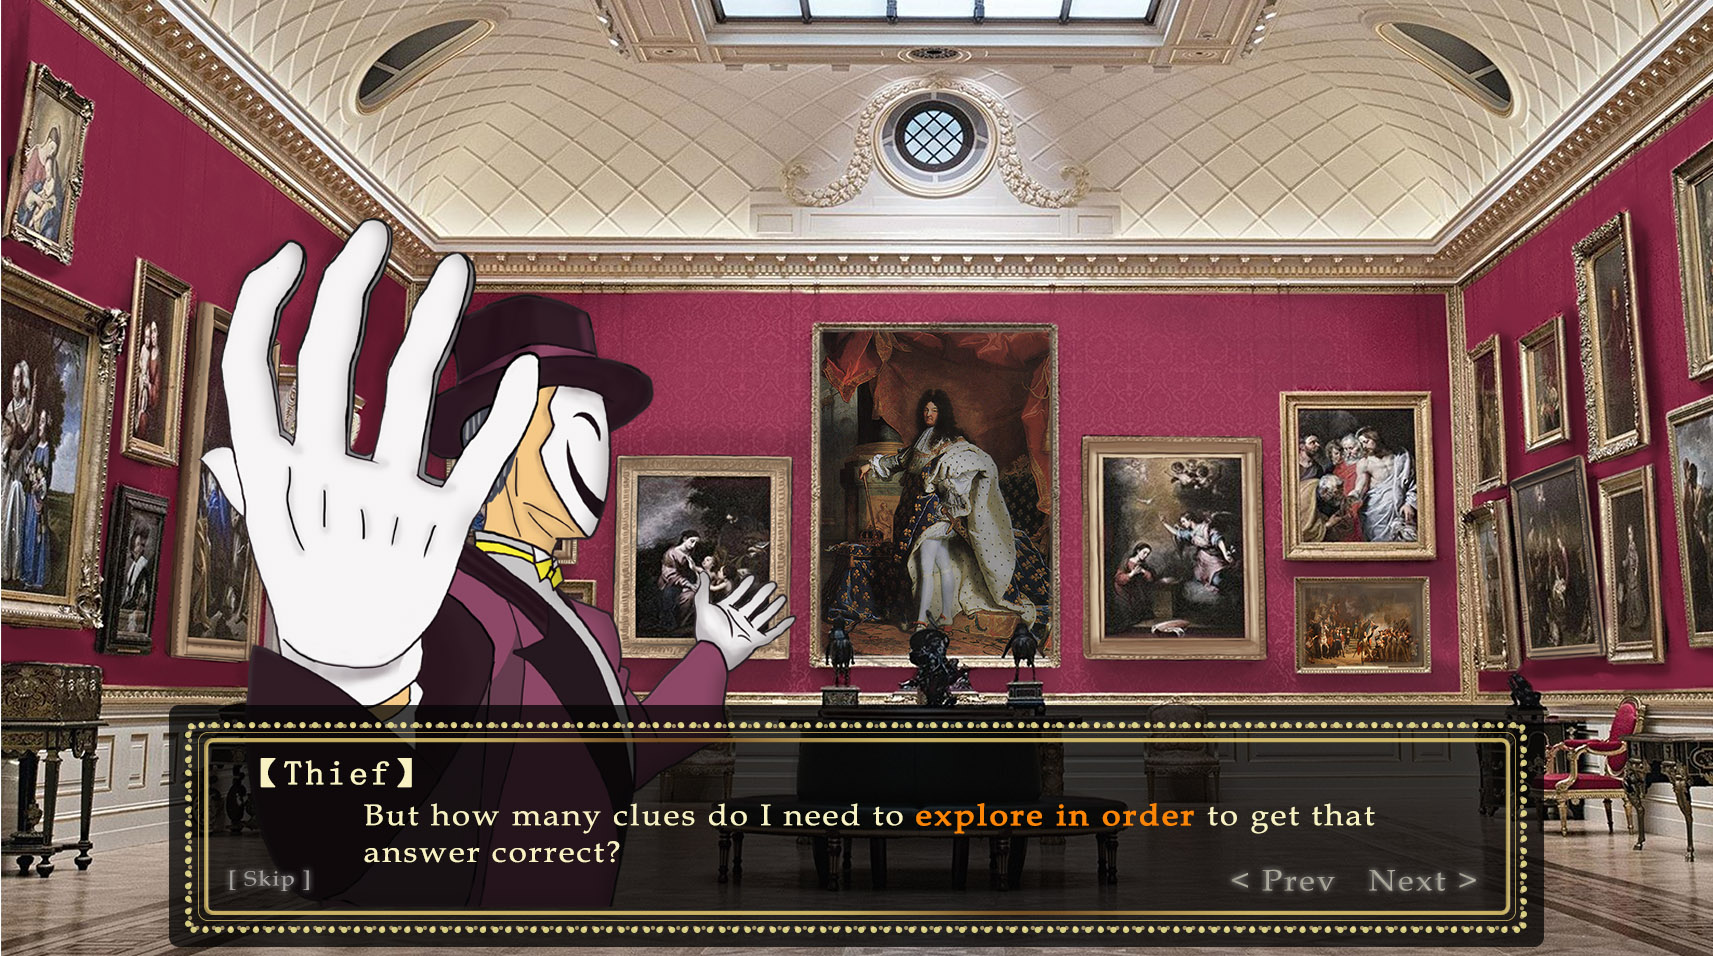 【Thief】
But how many clues do I need to explore in order to get that
answer correct?
[ Skip ]
< Prev
Next >